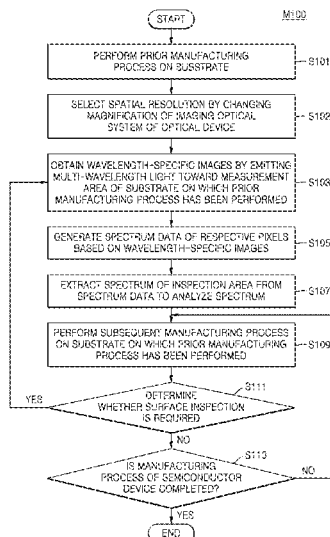 START
M100
PERFORM PRIOR MANUFACTURING
PROCESS ON SUBSTRATE
S101
SELECT SPATIAL RESOLUTION BY CHANGING
MAGNIFICATION OF IMAGING OPTICAL
SYSTEM OF OPTICAL DEVICE
S102
OBTAIN WAVELENGTH-SPECIFIC IMAGES BY EMITTING
MULTI-WAVELENGTH LIGHT TOWARD MEASUREMENT
AREA OF SUBSTRATE ON WHICH PRIOR
MANUFACTURING PROCESS HAS BEEN PERFORMED
S103
GENERATE SPECTRUM DATA OF RESPECTIVE PIXELS
BASED ON WAVELENGTH-SPECIFIC IMAGES
S105
EXTRACT SPECTRUM OF INSPECTION AREA FROM
SPECTRUM DATA TO ANALYZE SPECTRUM
S107
PERFORM SUBSEQUENT MANUFACTURING PROCESS
ON SUBSTRATE ON WHICH PRIOR MANUFACTURING
PROCESS HAS BEEN PERFORMED
S109
S111
YES
DETERMINE
WHETHER SURFACE INSPECTION
IS REQUIRED
NO
S113
IS MANUFACTURING
PROCESS OF SEMICONDUCTOR
DEVICE COMPLETED?
NO
YES
END